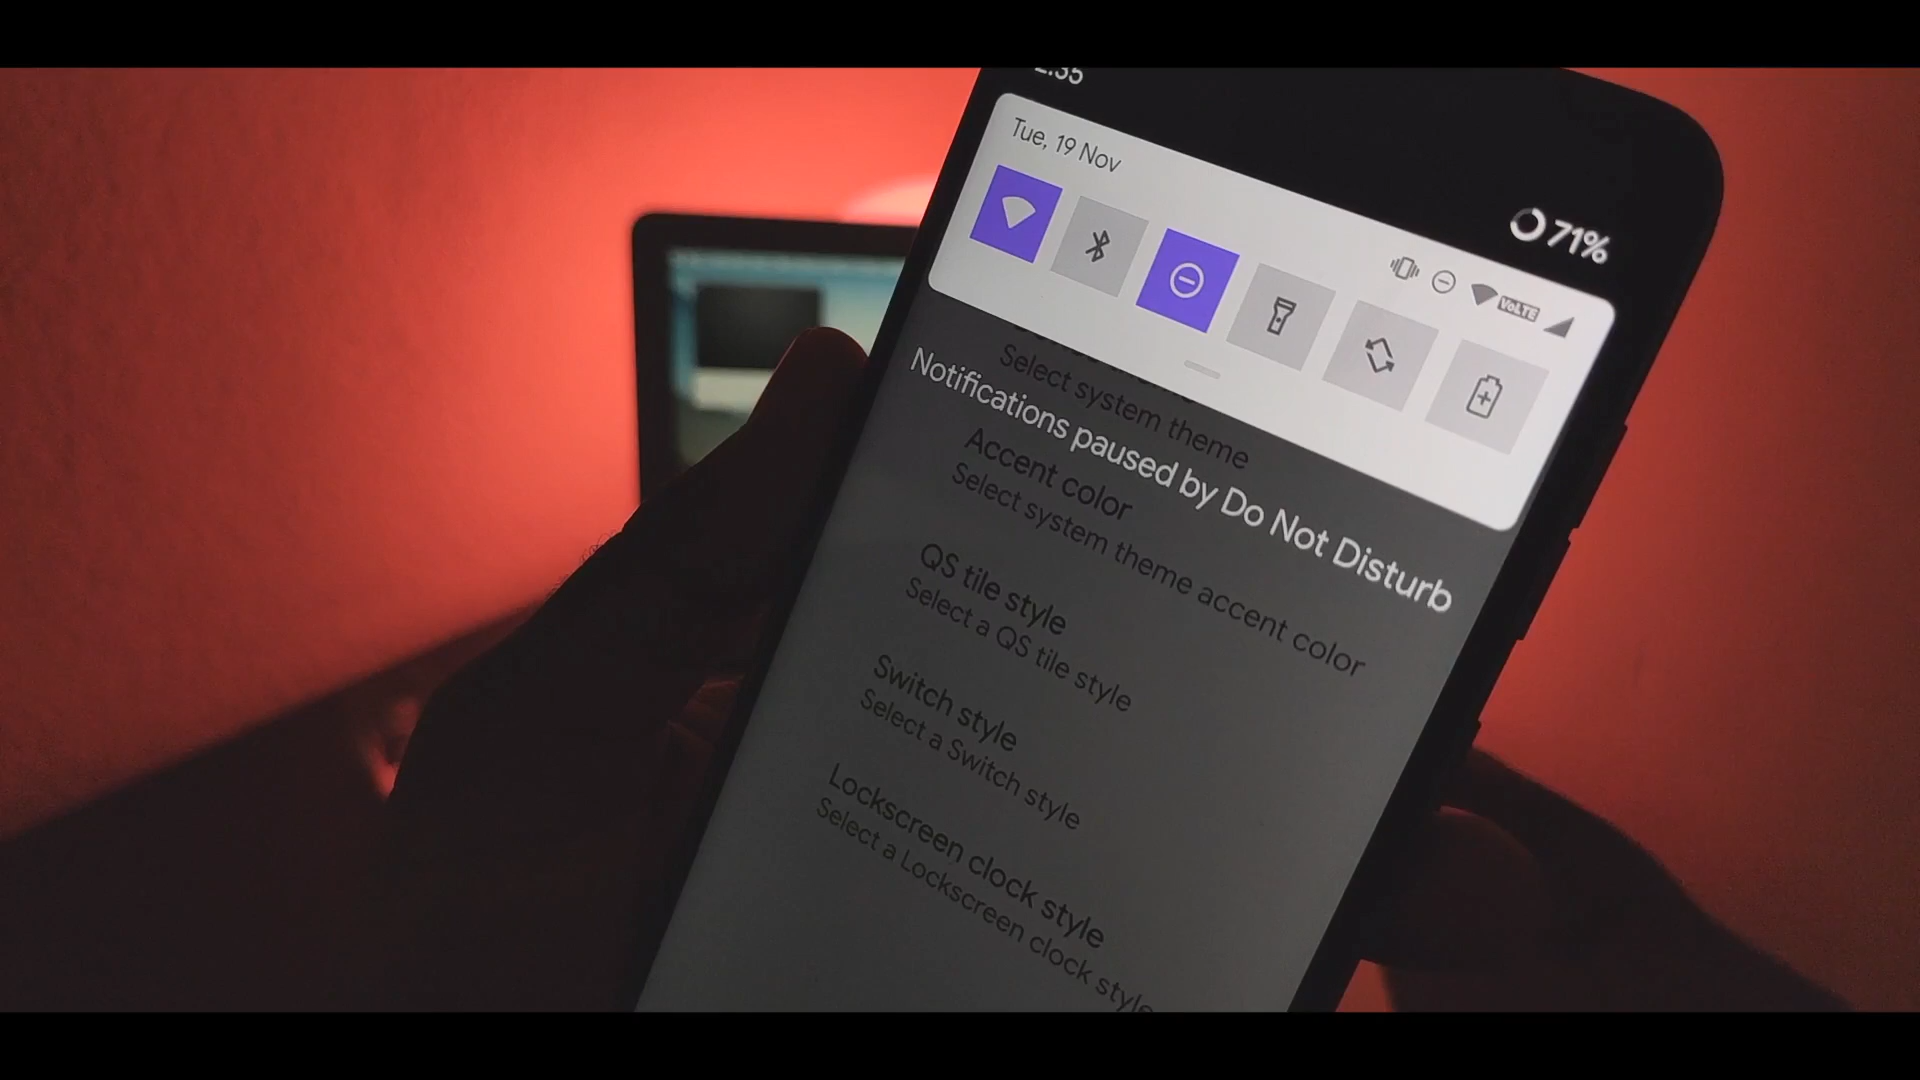 Tue, 19 Nov
71%
VoLTE
Select system theme
Notifications paused by Do Not Disturb
Accent color
Select system theme accent color
QS tile style
Select a QS tile style
Switch style
Select a Switch style
Lockscreen clock style
Select a Lockscreen clock style